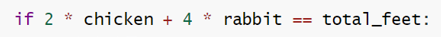 if 2 * chicken + 4 * rabbit == total_feet: